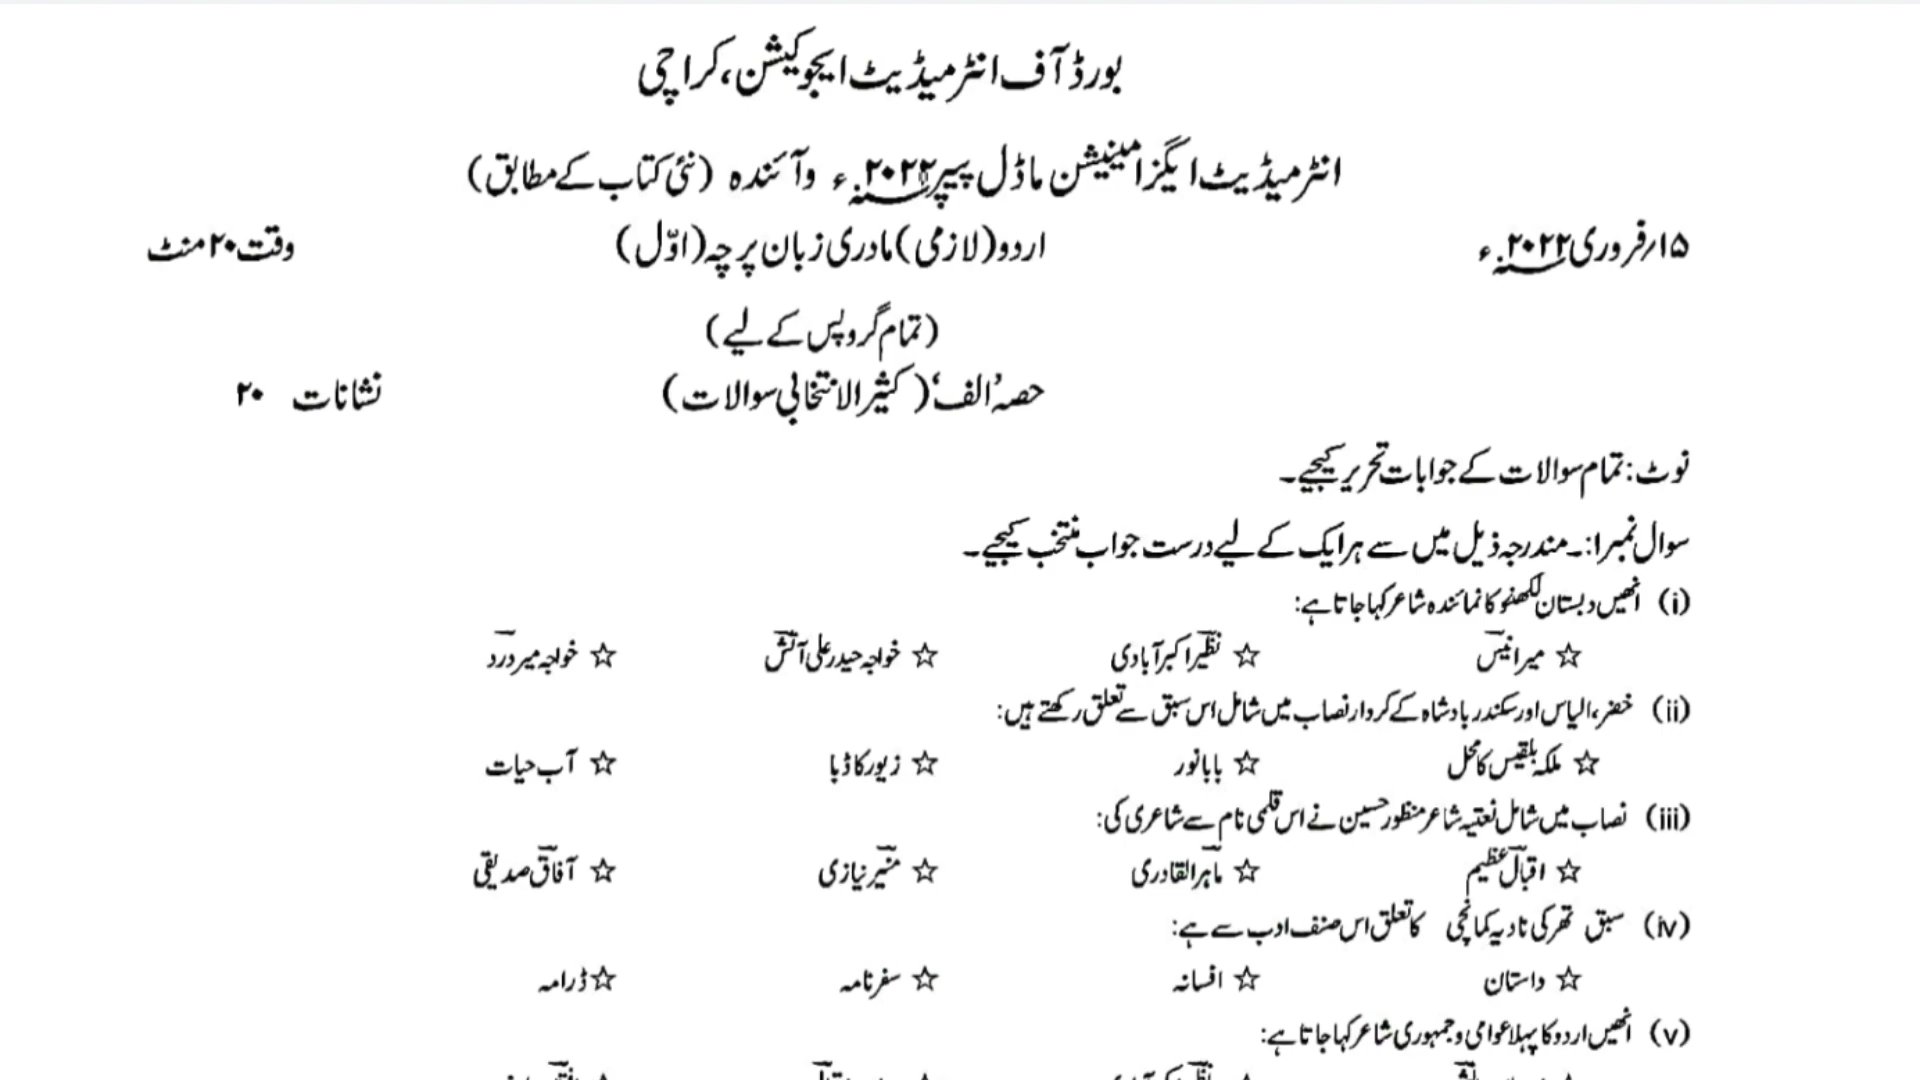 بورڈ آف انٹرمیڈیٹ ایجوکیشن، کراچی
انٹرمیڈیٹ ایگزامینیشن ماڈل پیپر ۲۰۲۲ء وآئندہ (نئی کتاب کے مطابق)
۱۵؍فروری ۲۰۲۲ء اردو(لازمی)مادری زبان پرچہ(اوّل) وقت ۲۰ منٹ
(تمام گروپس کے لیے)
حصہ ’الف‘ (کثیرالانتخابی سوالات) نشانات ۲۰
نوٹ: تمام سوالات کے جوابات تحریر کیجیے۔
سوال نمبر۱:۔ مندرجہ ذیل میں سے ہر ایک کے لیے درست جواب منتخب کیجیے۔
(i) انھیں دبستان لکھنؤ کا نمائندہ شاعر کہا جاتا ہے:
☆ میر انیسؔ ☆ نظیرؔ اکبر آبادی ☆ خواجہ حیدر علی آتشؔ ☆ خواجہ میر دردؔ
(ii) خضر، الیاس اور سکندر بادشاہ کے کردار نصاب میں شامل اس سبق سے تعلق رکھتے ہیں:
☆ ملکہ بلقیس کا محل ☆ بابا نور ☆ زیور کا ڈبا ☆ آب حیات
(iii) نصاب میں شامل نعتیہ شاعر منظور حسین نے اس قلمی نام سے شاعری کی:
☆ اقبالؔ عظیم ☆ ماہرؔ القادری ☆ منیرؔ نیازی ☆ آفاقؔ صدیقی
(iv) سبق تھر کی نادیہ کمانچی کا تعلق اس صنف ادب سے ہے:
☆ داستان ☆ افسانہ ☆ سفرنامہ ☆ ڈرامہ
(v) انھیں اردو کا پہلا عوامی و جمہوری شاعر کہا جاتا ہے: